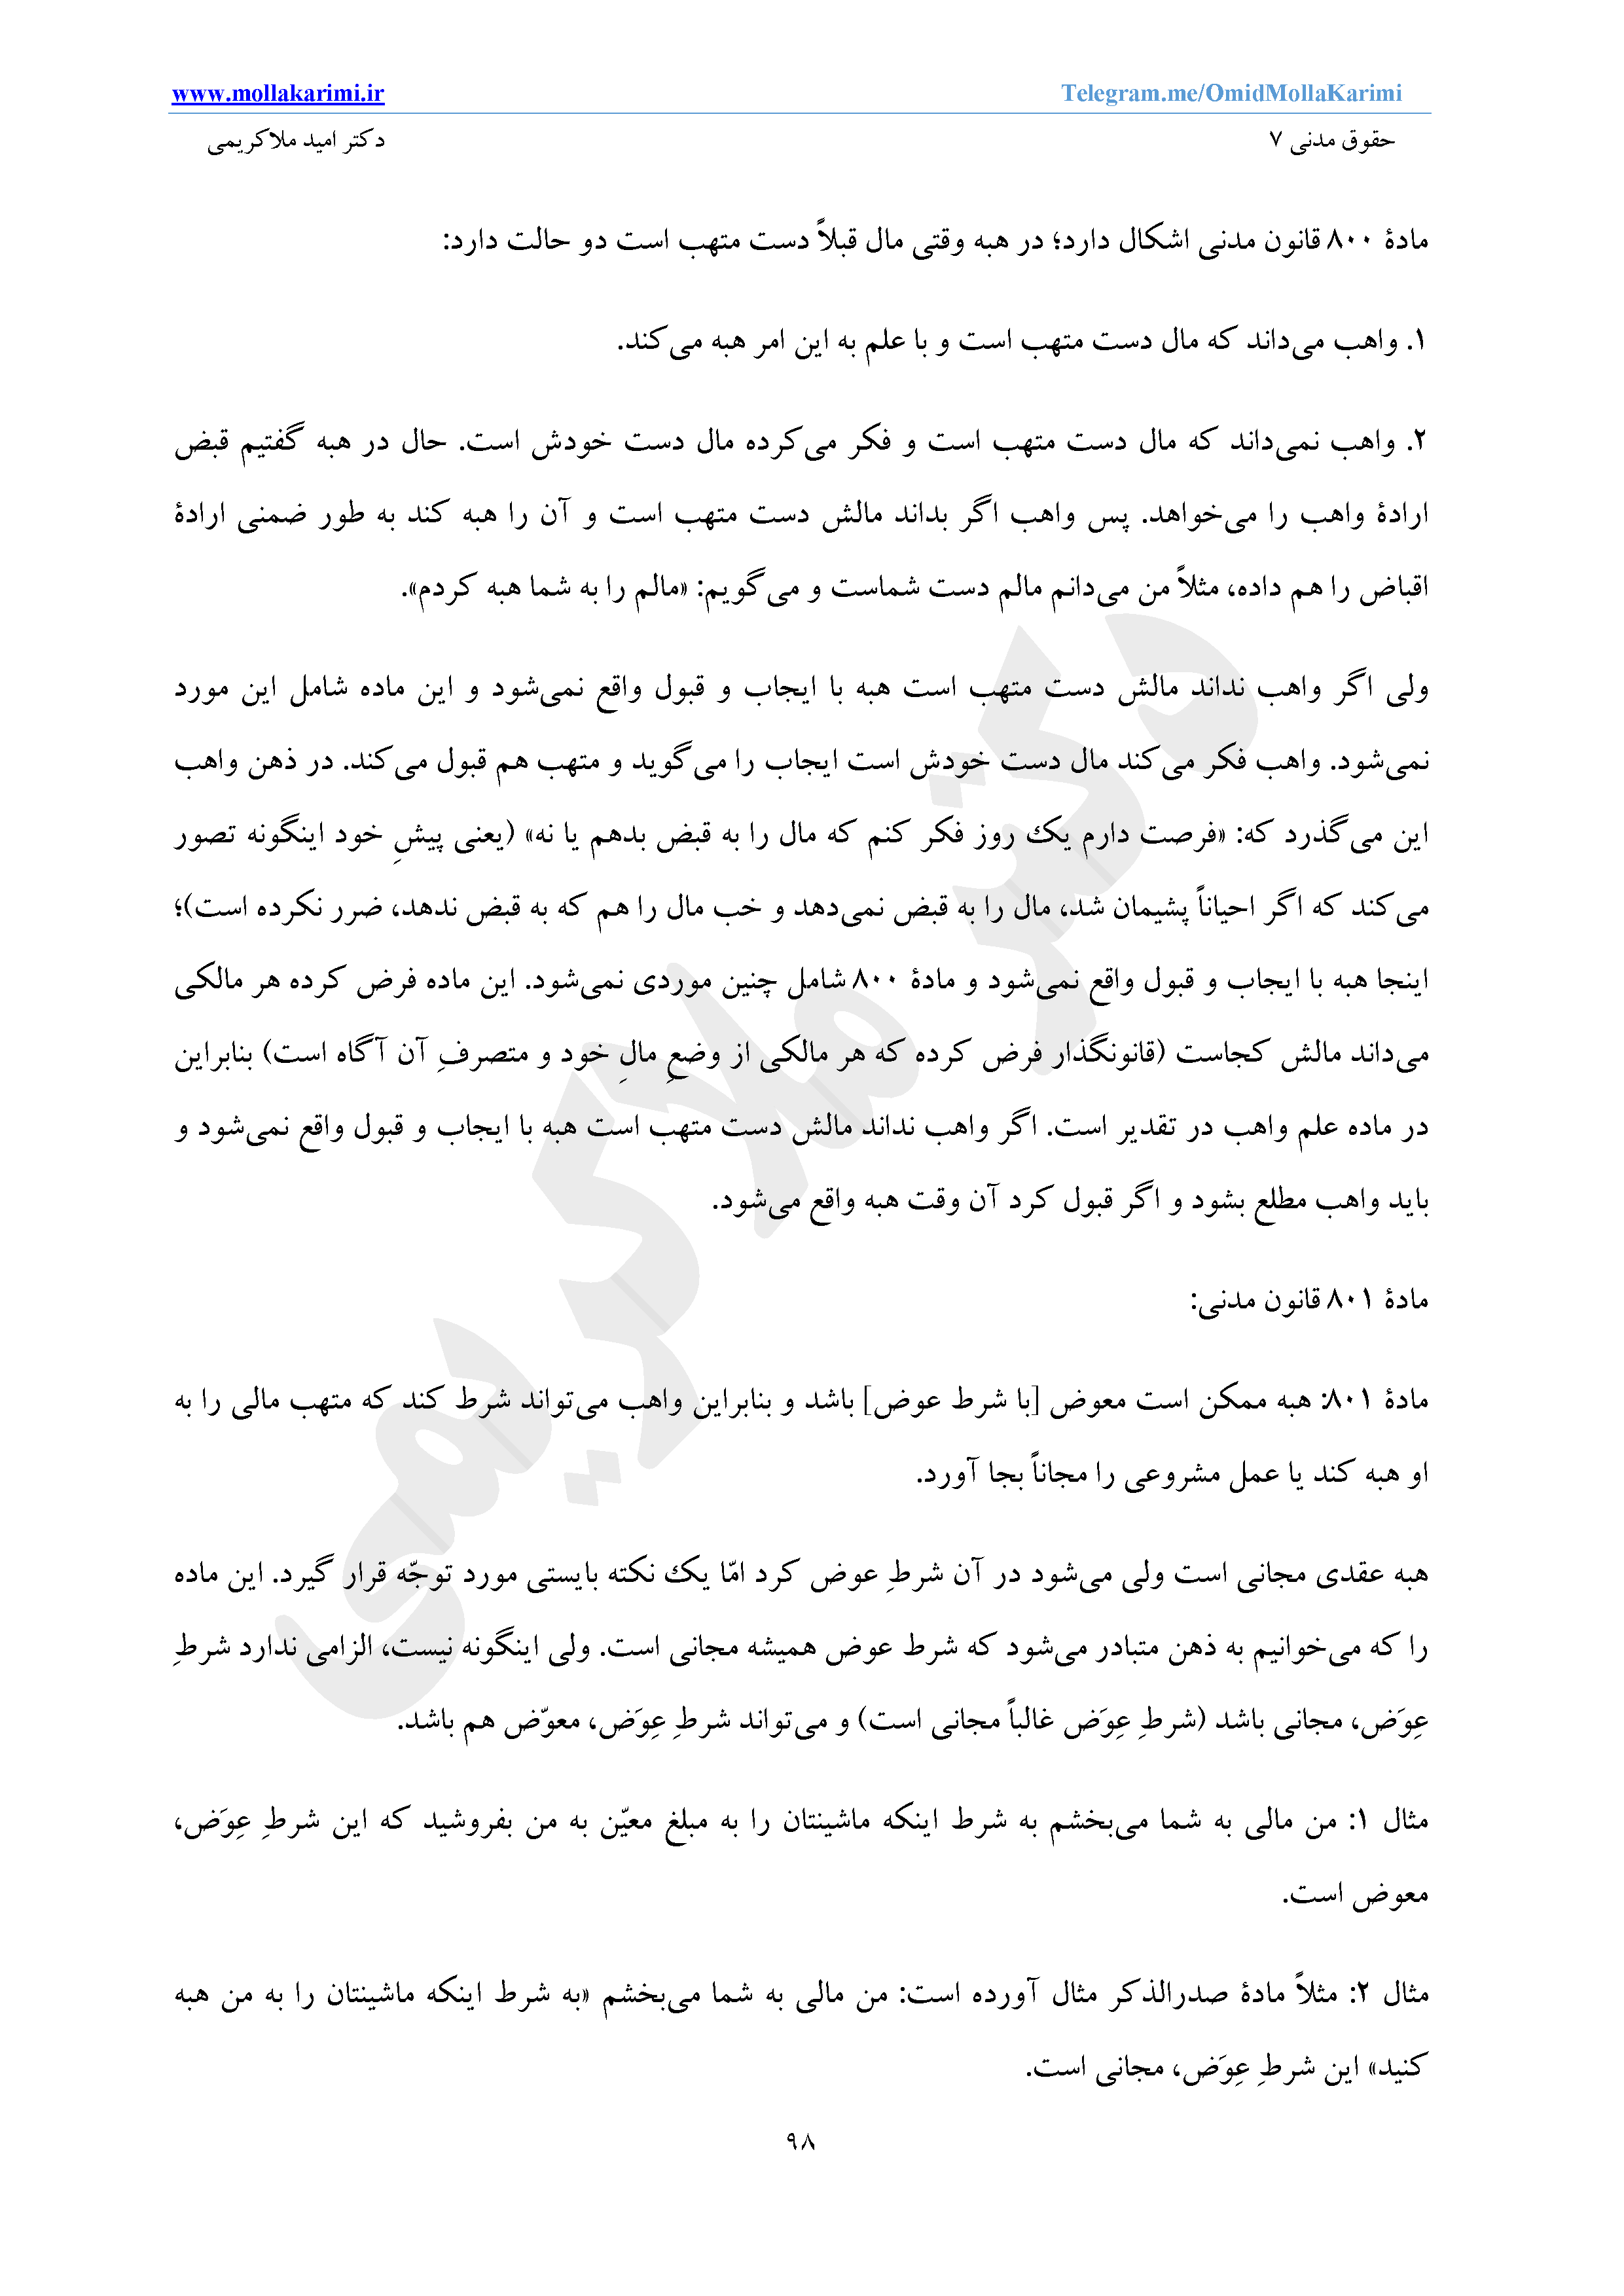 Telegram.me/OmidMollaKarimi www.mollakarimi.ir
حقوق مدنی ۷ دکتر امید ملاکریمی
مادهٔ ۸۰۰ قانون مدنی اشکال دارد؛ در هبه وقتی مال قبلاً دست متهب است دو حالت دارد:
۱. واهب می‌داند که مال دست متهب است و با علم به این امر هبه می‌کند.
۲. واهب نمی‌داند که مال دست متهب است و فکر می‌کرده مال دست خودش است. حال در هبه گفتیم قبض
ارادهٔ واهب را می‌خواهد. پس واهب اگر بداند مالش دست متهب است و آن را هبه کند به طور ضمنی ارادهٔ
اقباض را هم داده، مثلاً من می‌دانم مالم دست شماست و می‌گویم: «مالم را به شما هبه کردم».
ولی اگر واهب نداند مالش دست متهب است هبه با ایجاب و قبول واقع نمی‌شود و این ماده شامل این مورد
نمی‌شود. واهب فکر می‌کند مال دست خودش است ایجاب را می‌گوید و متهب هم قبول می‌کند. در ذهن واهب
این می‌گذرد که: «فرصت دارم یک روز فکر کنم که مال را به قبض بدهم یا نه» (یعنی پیشِ خود اینگونه تصور
می‌کند که اگر احیاناً پشیمان شد، مال را به قبض نمی‌دهد و خب مال را هم که به قبض ندهد، ضرر نکرده است)؛
اینجا هبه با ایجاب و قبول واقع نمی‌شود و مادهٔ ۸۰۰ شامل چنین موردی نمی‌شود. این ماده فرض کرده هر مالکی
می‌داند مالش کجاست (قانونگذار فرض کرده که هر مالکی از وضعِ مالِ خود و متصرفِ آن آگاه است) بنابراین
در ماده علم واهب در تقدیر است. اگر واهب نداند مالش دست متهب است هبه با ایجاب و قبول واقع نمی‌شود و
باید واهب مطلع بشود و اگر قبول کرد آن وقت هبه واقع می‌شود.
مادهٔ ۸۰۱ قانون مدنی:
مادهٔ ۸۰۱: هبه ممکن است معوض [با شرط عوض] باشد و بنابراین واهب می‌تواند شرط کند که متهب مالی را به
او هبه کند یا عمل مشروعی را مجاناً بجا آورد.
هبه عقدی مجانی است ولی می‌شود در آن شرطِ عوض کرد امّا یک نکته بایستی مورد توجّه قرار گیرد. این ماده
را که می‌خوانیم به ذهن متبادر می‌شود که شرط عوض همیشه مجانی است. ولی اینگونه نیست، الزامی ندارد شرطِ
عِوَض، مجانی باشد (شرطِ عِوَض غالباً مجانی است) و می‌تواند شرطِ عِوَض، معوّض هم باشد.
مثال ۱: من مالی به شما می‌بخشم به شرط اینکه ماشینتان را به مبلغ معیّن به من بفروشید که این شرطِ عِوَض،
معوض است.
مثال ۲: مثلاً مادهٔ صدرالذکر مثال آورده است: من مالی به شما می‌بخشم «به شرط اینکه ماشینتان را به من هبه
کنید» این شرطِ عِوَض، مجانی است.
۹۸
دکتر ملاکریمی